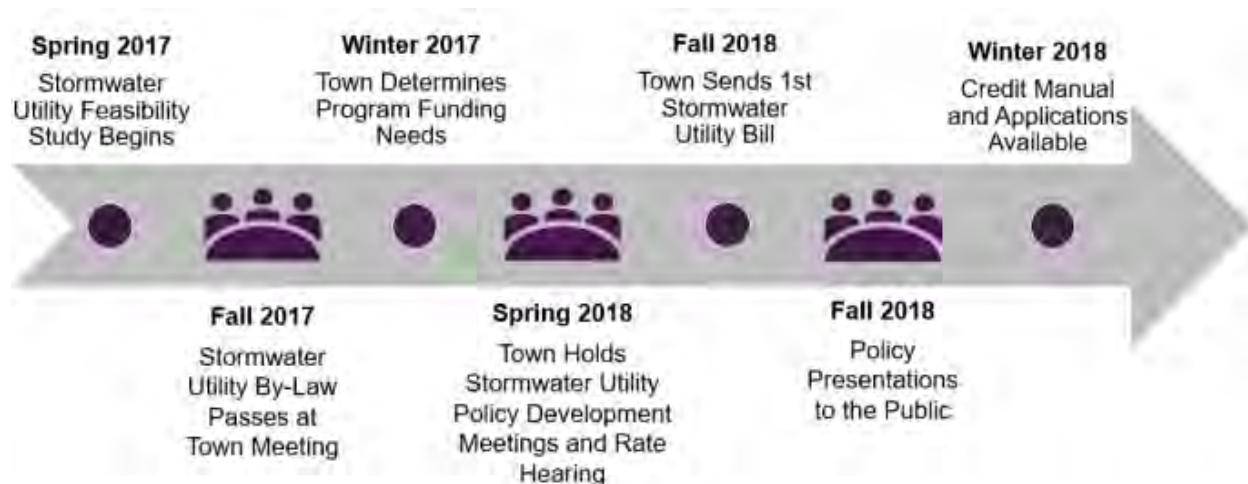 Spring 2017
Stormwater
Utility Feasibility
Study Begins
Fall 2017
Stormwater
Utility By-Law
Passes at
Town Meeting
Winter 2017
Town Determines
Program Funding
Needs
Spring 2018
Town Holds
Stormwater Utility
Policy Development
Meetings and Rate
Hearing
Fall 2018
Town Sends 1st
Stormwater
Utility Bill
Fall 2018
Policy
Presentations
to the Public
Winter 2018
Credit Manual
and Applications
Available